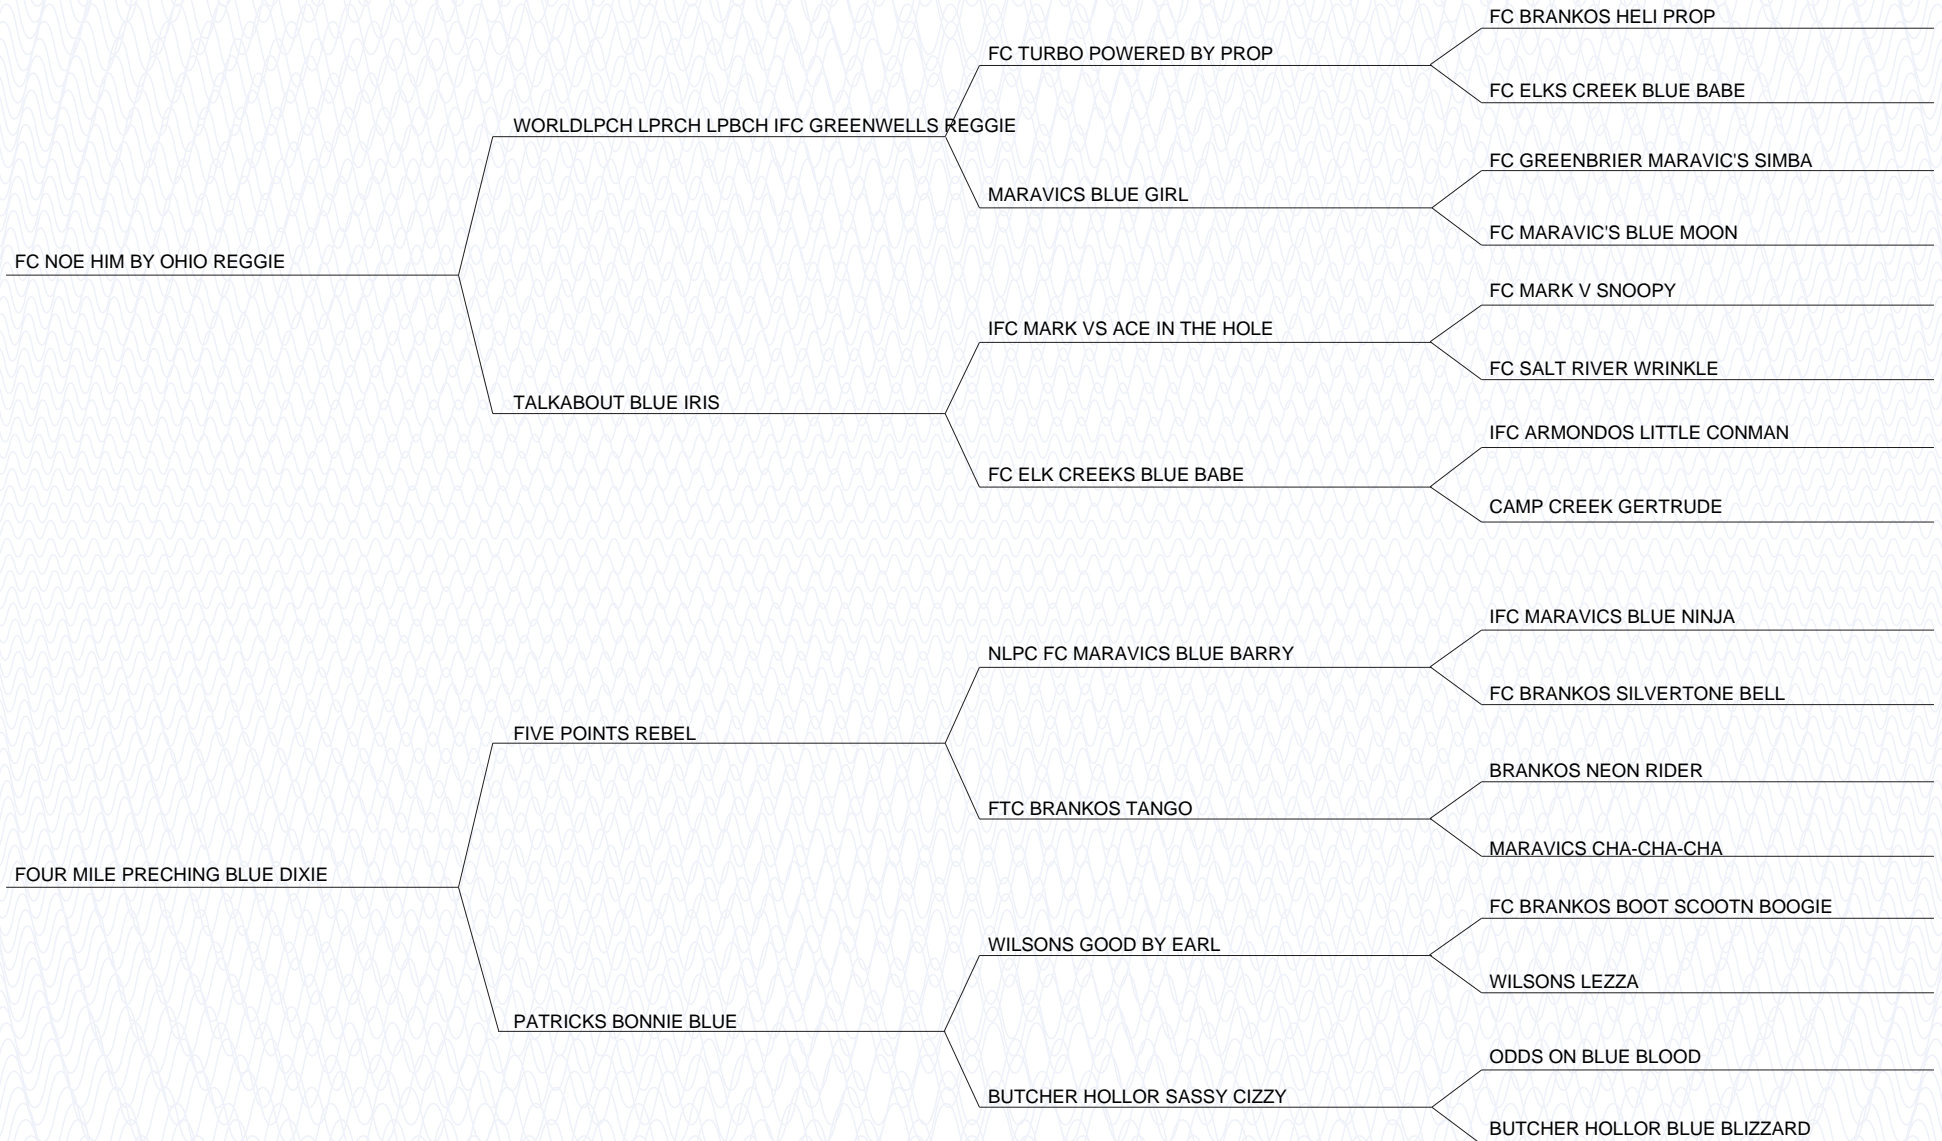 FC BRANKOS HELI PROP
FC TURBO POWERED BY PROP
FC ELKS CREEK BLUE BABE
WORLDLPCH LPRCH LPBCH IFC GREENWELLS REGGIE
FC GREENBRIER MARAVIC'S SIMBA
MARAVICS BLUE GIRL
FC MARAVIC'S BLUE MOON
FC NOE HIM BY OHIO REGGIE
FC MARK V SNOOPY
IFC MARK VS ACE IN THE HOLE
FC SALT RIVER WRINKLE
TALKABOUT BLUE IRIS
IFC ARMONDOS LITTLE CONMAN
FC ELK CREEKS BLUE BABE
CAMP CREEK GERTRUDE
IFC MARAVICS BLUE NINJA
NLPC FC MARAVICS BLUE BARRY
FC BRANKOS SILVERTONE BELL
FIVE POINTS REBEL
BRANKOS NEON RIDER
FTC BRANKOS TANGO
MARAVICS CHA-CHA-CHA
FOUR MILE PRECHING BLUE DIXIE
FC BRANKOS BOOT SCOOTN BOOGIE
WILSONS GOOD BY EARL
WILSONS LEZZA
PATRICKS BONNIE BLUE
ODDS ON BLUE BLOOD
BUTCHER HOLLOR SASSY CIZZY
BUTCHER HOLLOR BLUE BLIZZARD